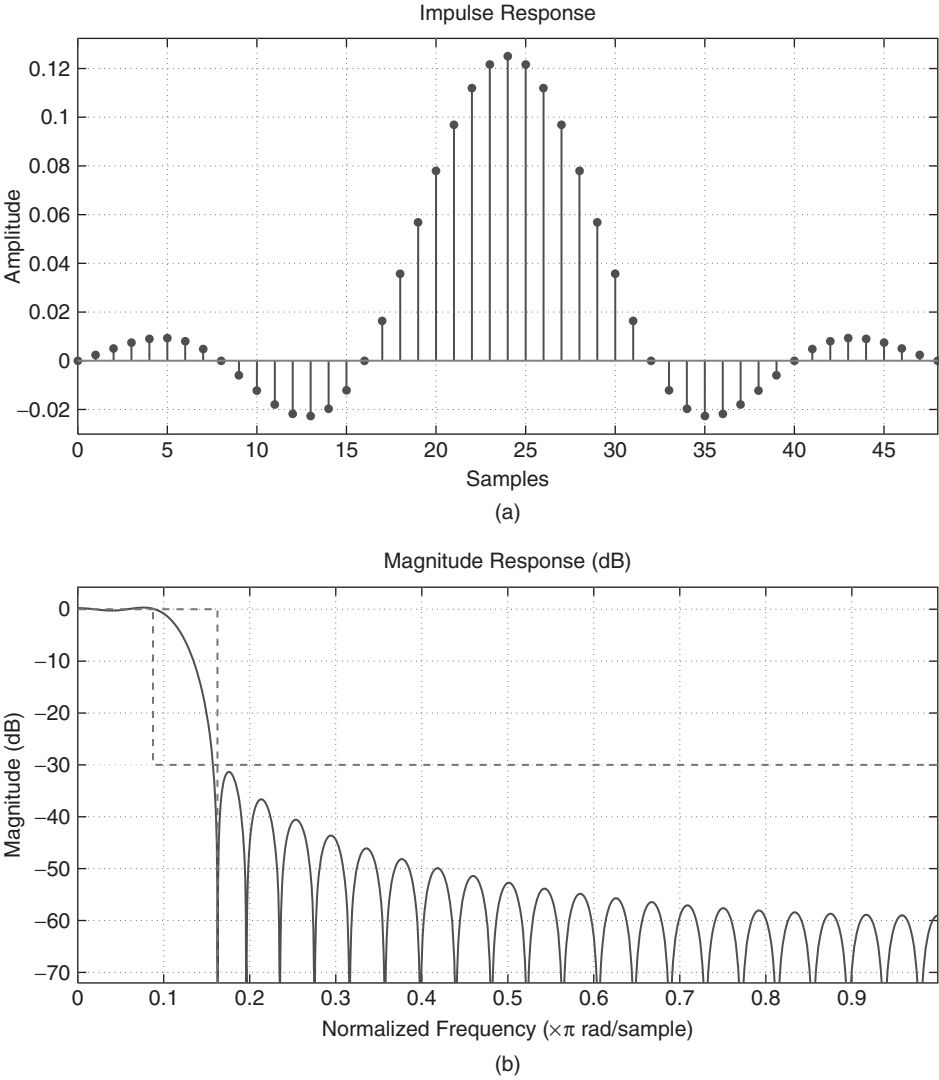 Impulse Response
0.12
0.1
0.08
0.06
0.04
0.02
0
−0.02
Amplitude
0 5 10 15 20 25 30 35 40 45
Samples
(a)
Magnitude Response (dB)
0
−10
−20
−30
−40
−50
−60
−70
Magnitude (dB)
0 0.1 0.2 0.3 0.4 0.5 0.6 0.7 0.8 0.9
Normalized Frequency (×π rad/sample)
(b)